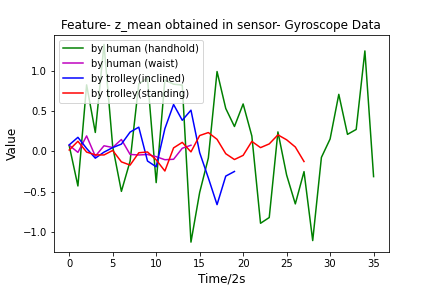 Feature- z_mean obtained in sensor- Gyroscope Data
by human (handhold)
by human (waist)
by trolley(inclined)
by trolley(standing)
1.0
0.5
0.0
−0.5
−1.0
Value
0 5 10 15 20 25 30 35
Time/2s